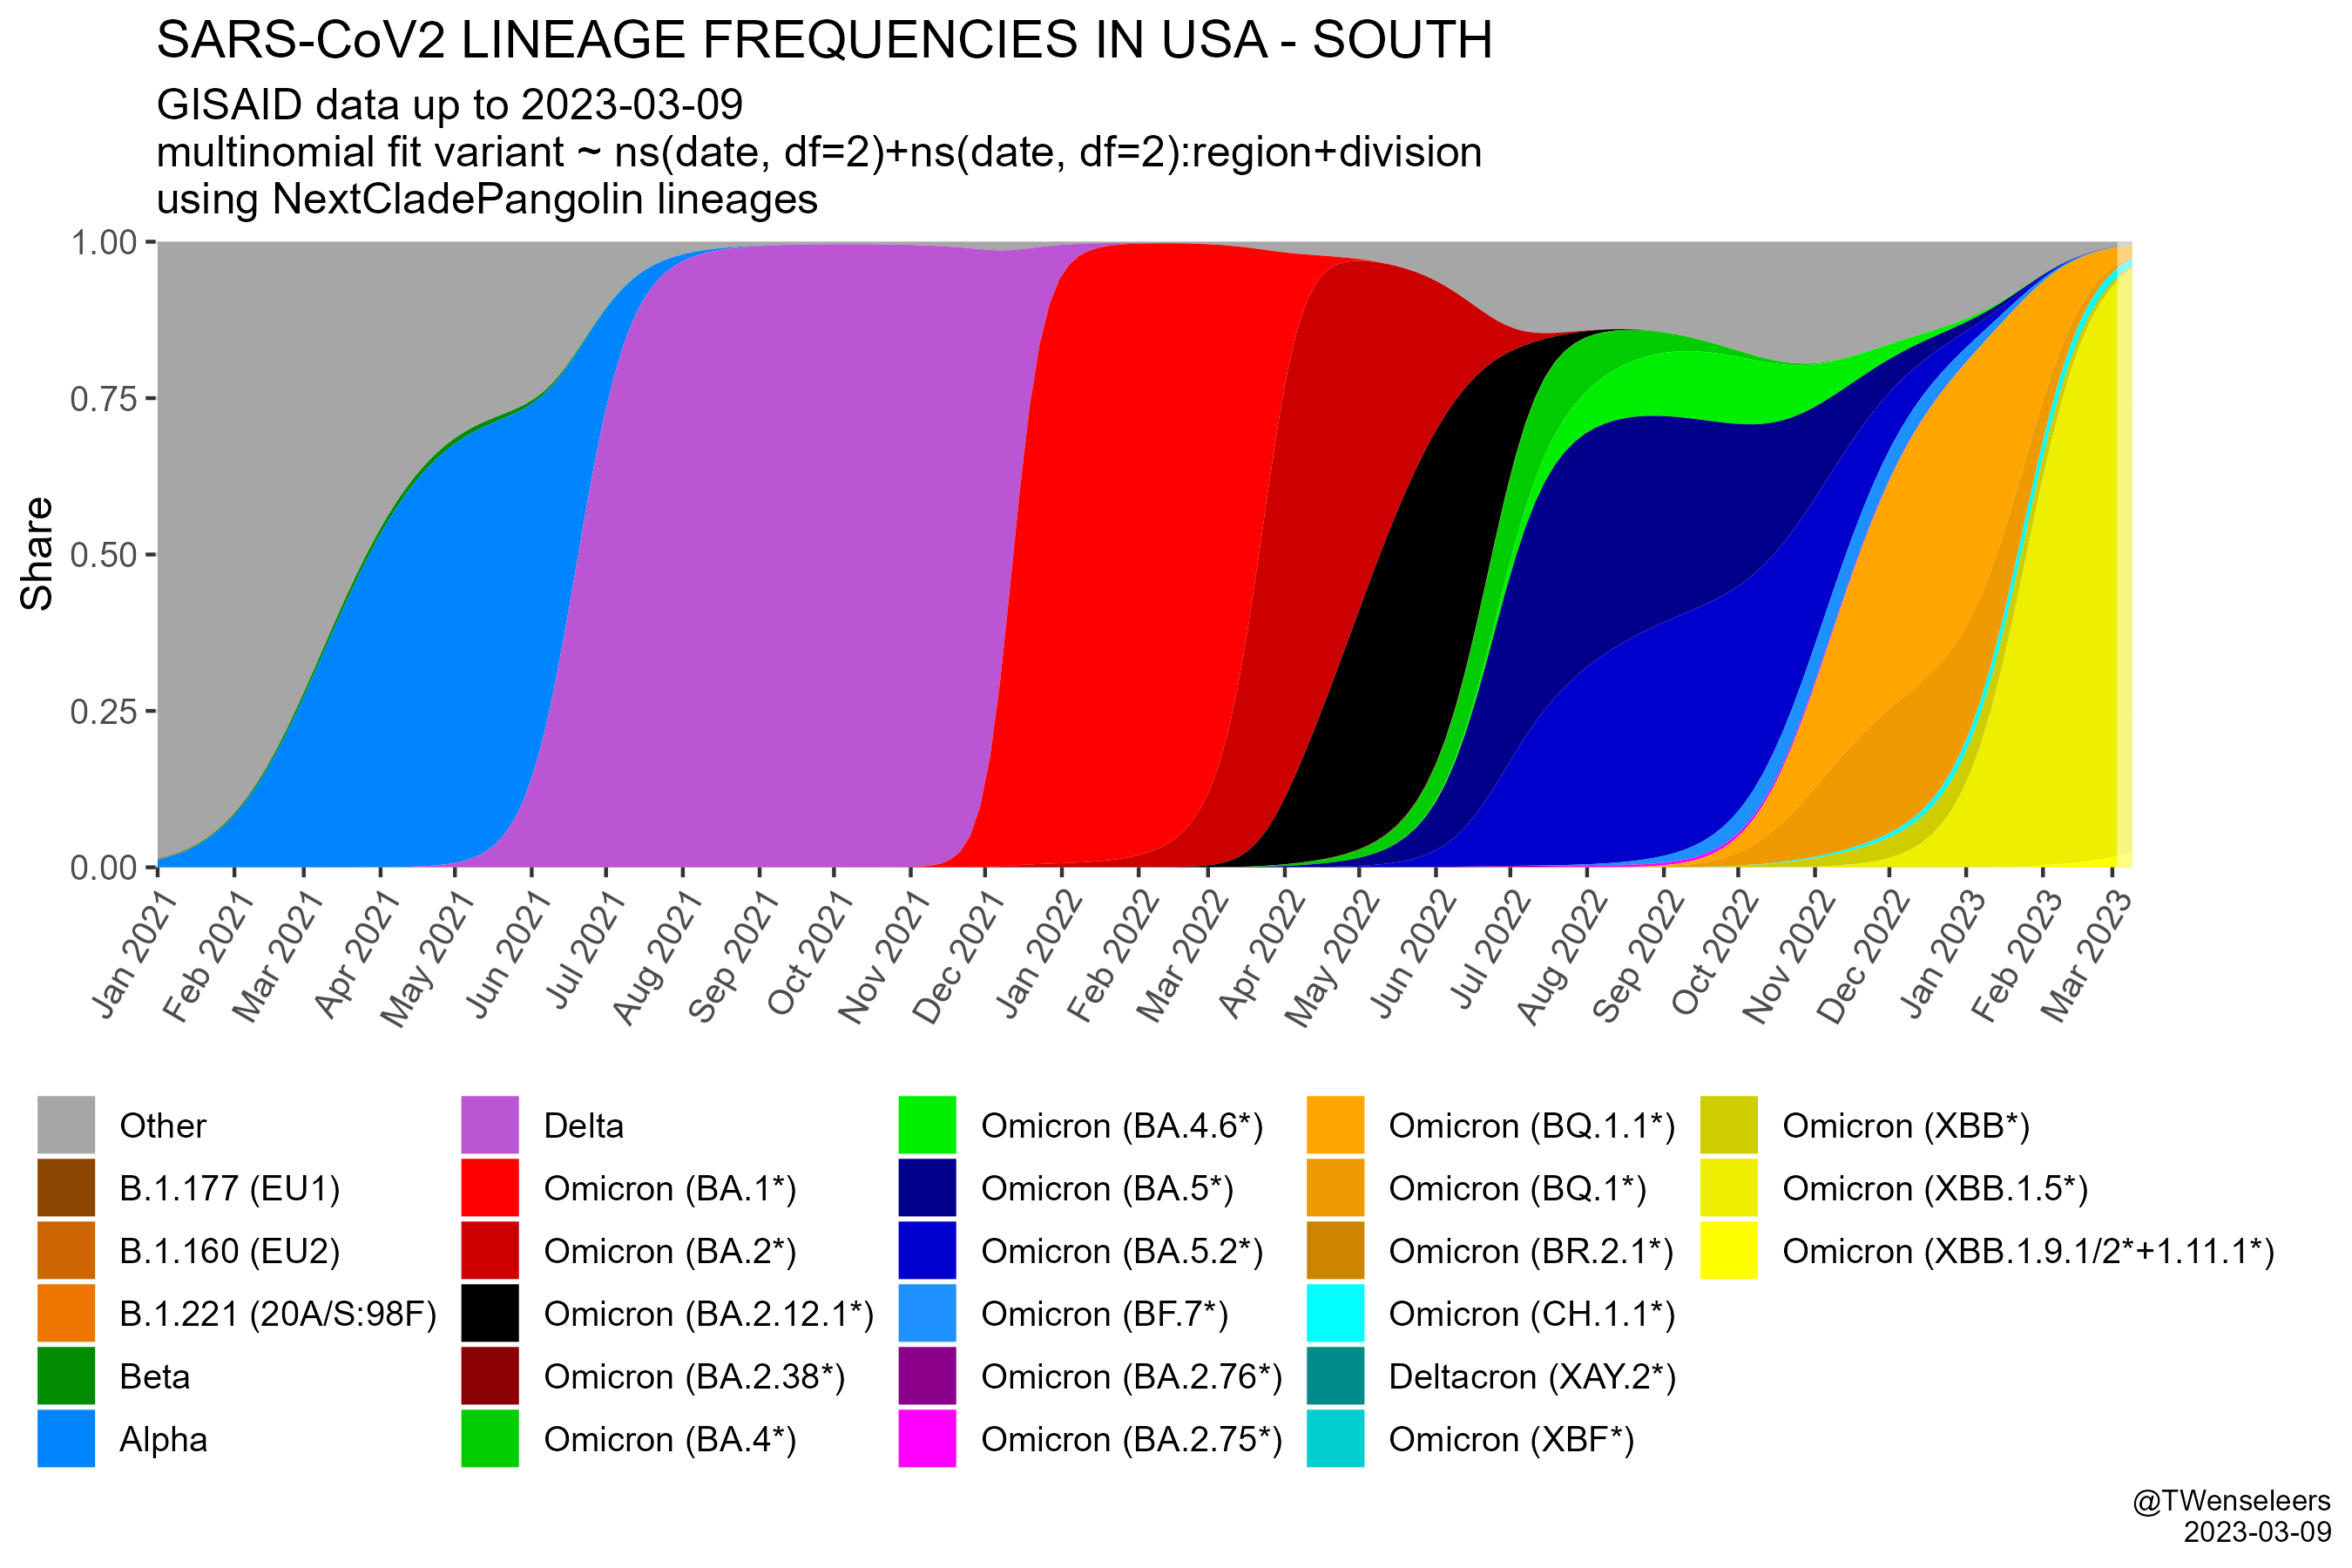 SARS-CoV2 LINEAGE FREQUENCIES IN USA - SOUTH
GISAID data up to 2023-03-09
multinomial fit variant ~ ns(date, df=2)+ns(date, df=2):region+division
using NextCladePangolin lineages
1.00
0.75
0.50
0.25
0.00
Share
Jan 2021
Feb 2021
Mar 2021
Apr 2021
May 2021
Jun 2021
Jul 2021
Aug 2021
Sep 2021
Oct 2021
Nov 2021
Dec 2021
Jan 2022
Feb 2022
Mar 2022
Apr 2022
May 2022
Jun 2022
Jul 2022
Aug 2022
Sep 2022
Oct 2022
Nov 2022
Dec 2022
Jan 2023
Feb 2023
Mar 2023
Other
B.1.177 (EU1)
B.1.160 (EU2)
B.1.221 (20A/S:98F)
Beta
Alpha
Delta
Omicron (BA.1*)
Omicron (BA.2*)
Omicron (BA.2.12.1*)
Omicron (BA.2.38*)
Omicron (BA.4*)
Omicron (BA.4.6*)
Omicron (BA.5*)
Omicron (BA.5.2*)
Omicron (BF.7*)
Omicron (BA.2.76*)
Omicron (BA.2.75*)
Omicron (BQ.1.1*)
Omicron (BQ.1*)
Omicron (BR.2.1*)
Omicron (CH.1.1*)
Deltacron (XAY.2*)
Omicron (XBF*)
Omicron (XBB*)
Omicron (XBB.1.5*)
Omicron (XBB.1.9.1/2*+1.11.1*)
@TWenseleers
2023-03-09